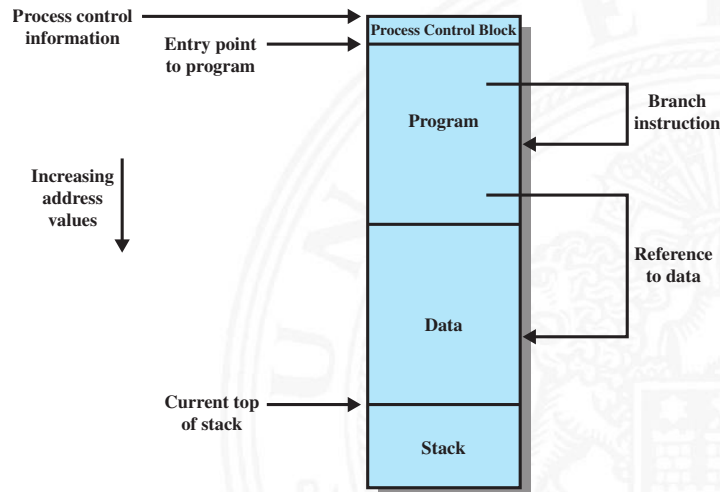 Process control
information
Process Control Block
Entry point
to program
Program
Branch
instruction
Increasing
address
values
Reference
to data
Data
Current top
of stack
Stack